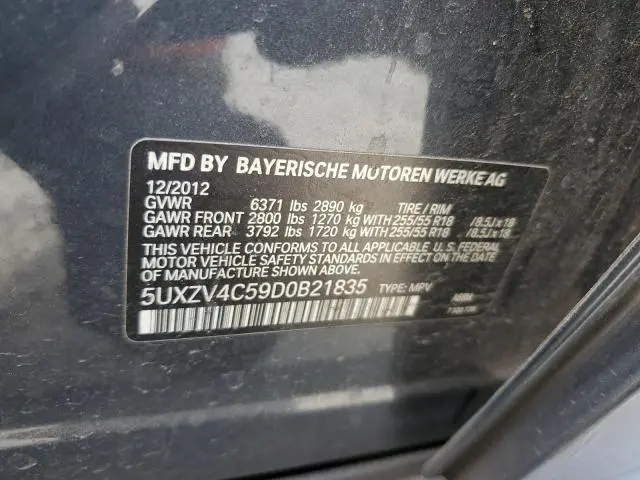 MFD BY BAYERISCHE MOTOREN WERKE AG
12/2012
GVWR 6371 lbs 2890 kg TIRE / RIM
GAWR FRONT 2800 lbs 1270 kg WITH 255/55 R18 /8.5J x 18
GAWR REAR 3792 lbs 1720 kg WITH 255/55 R18 /8.5J x 18
THIS VEHICLE CONFORMS TO ALL APPLICABLE U.S. FEDERAL
MOTOR VEHICLE SAFETY STANDARDS IN EFFECT ON THE
DATE OF MANUFACTURE SHOWN ABOVE.
5UXZV4C59D0B21835 TYPE: MPV